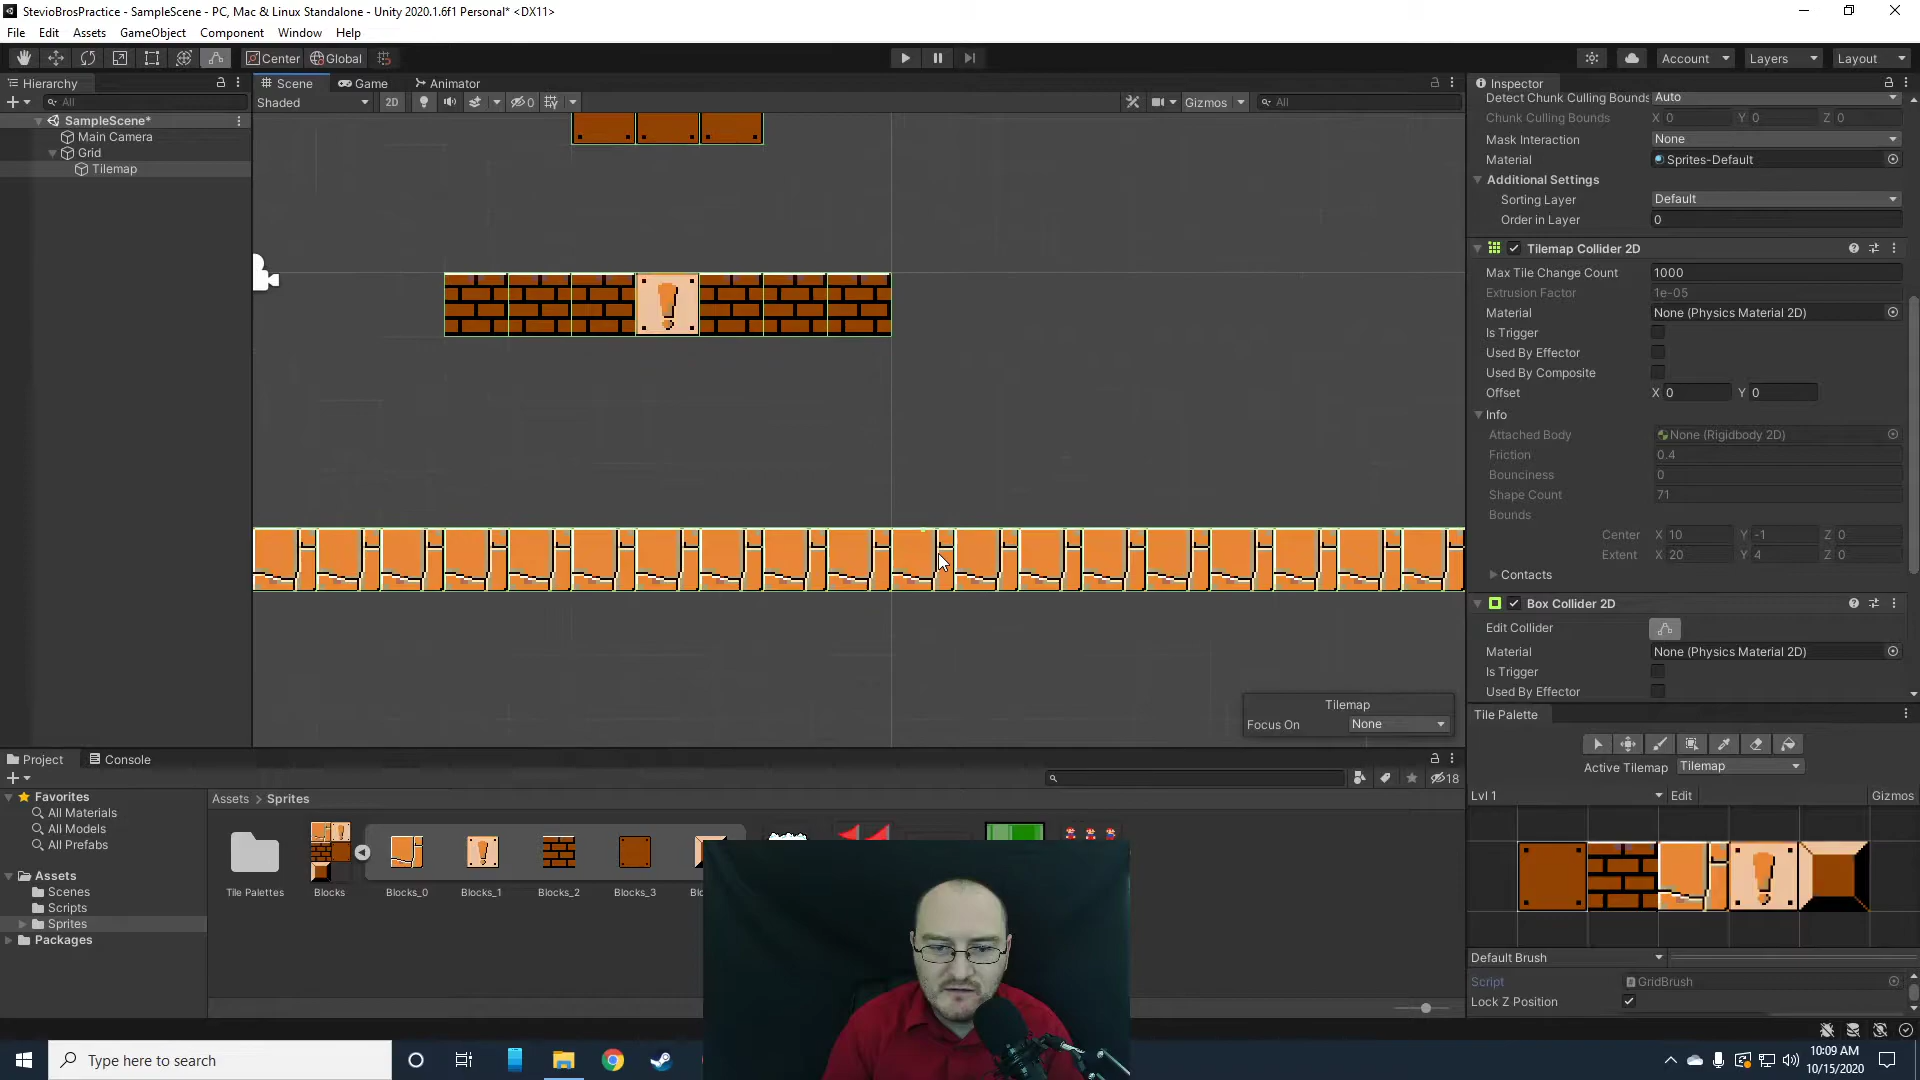 StevioBrosPractice - SampleScene - PC, Mac & Linux Standalone - Unity 2020.1.6f1 Personal* <DX11>
File Edit Assets GameObject Component Window Help
Center Global
Account Layers Layout
Hierarchy
All
SampleScene*
Main Camera
Grid
Tilemap
Scene Game Animator
Shaded 2D 0 Gizmos All
Tilemap
Focus On None
Inspector
Detect Chunk Culling Bounds Auto
Chunk Culling Bounds X 0 Y 0 Z 0
Mask Interaction None
Material Sprites-Default
Additional Settings
Sorting Layer Default
Order in Layer 0
Tilemap Collider 2D
Max Tile Change Count 1000
Extrusion Factor 1e-05
Material None (Physics Material 2D)
Is Trigger
Used By Effector
Used By Composite
Offset X 0 Y 0
Info
Attached Body None (Rigidbody 2D)
Friction 0.4
Bounciness 0
Shape Count 71
Bounds
Center X 10 Y -1 Z 0
Extent X 20 Y 4 Z 0
Contacts
Box Collider 2D
Edit Collider
Material None (Physics Material 2D)
Is Trigger
Used By Effector
Tile Palette
Active Tilemap Tilemap
Lvl 1 Edit Gizmos
Default Brush
Script GridBrush
Lock Z Position
Project Console
18
Favorites
All Materials
All Models
All Prefabs
Assets
Scenes
Scripts
Sprites
Packages
Assets > Sprites
Tile Palettes Blocks Blocks_0 Blocks_1 Blocks_2 Blocks_3
Type here to search
10:09 AM
10/15/2020